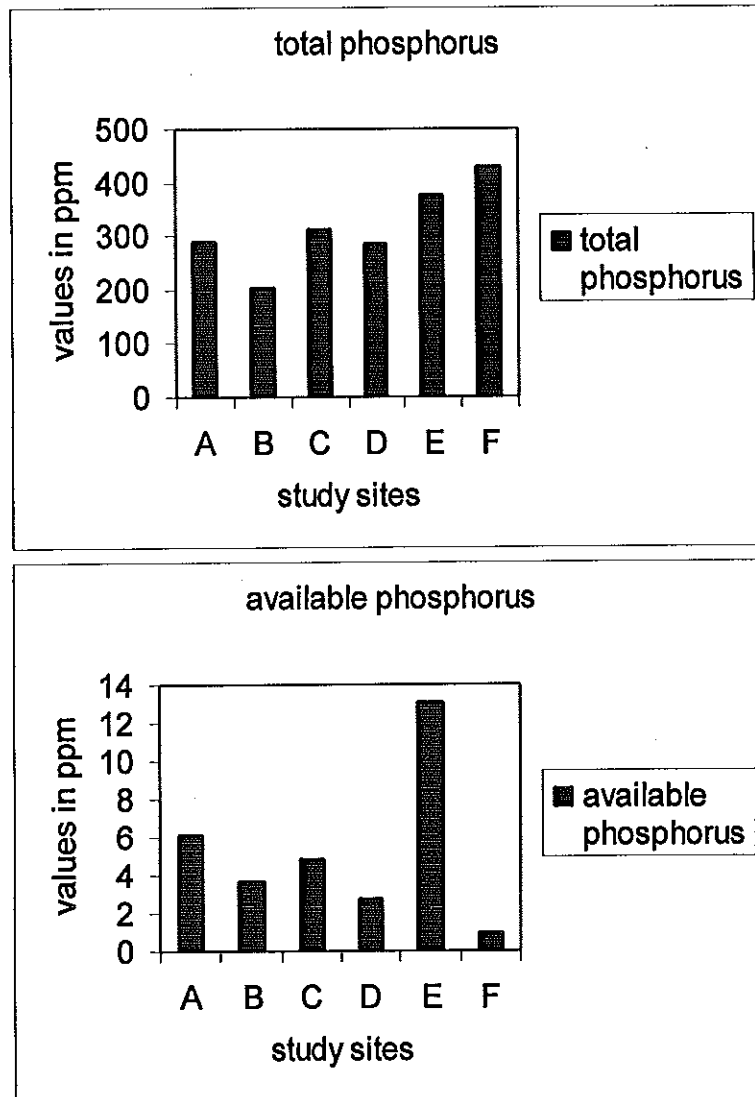 total phosphorus
values in ppm
500
400
300
200
100
0
A B C D E F
study sites
total
phosphorus
available phosphorus
values in ppm
14
12
10
8
6
4
2
0
A B C D E F
study sites
available
phosphorus